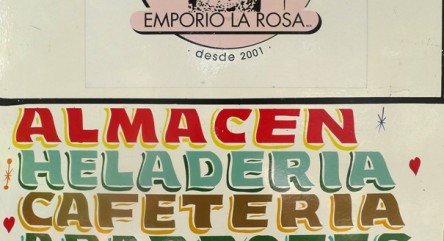 EMPORIO LA ROSA
· desde 2001 ·
ALMACEN
HELADERIA
CAFETERIA